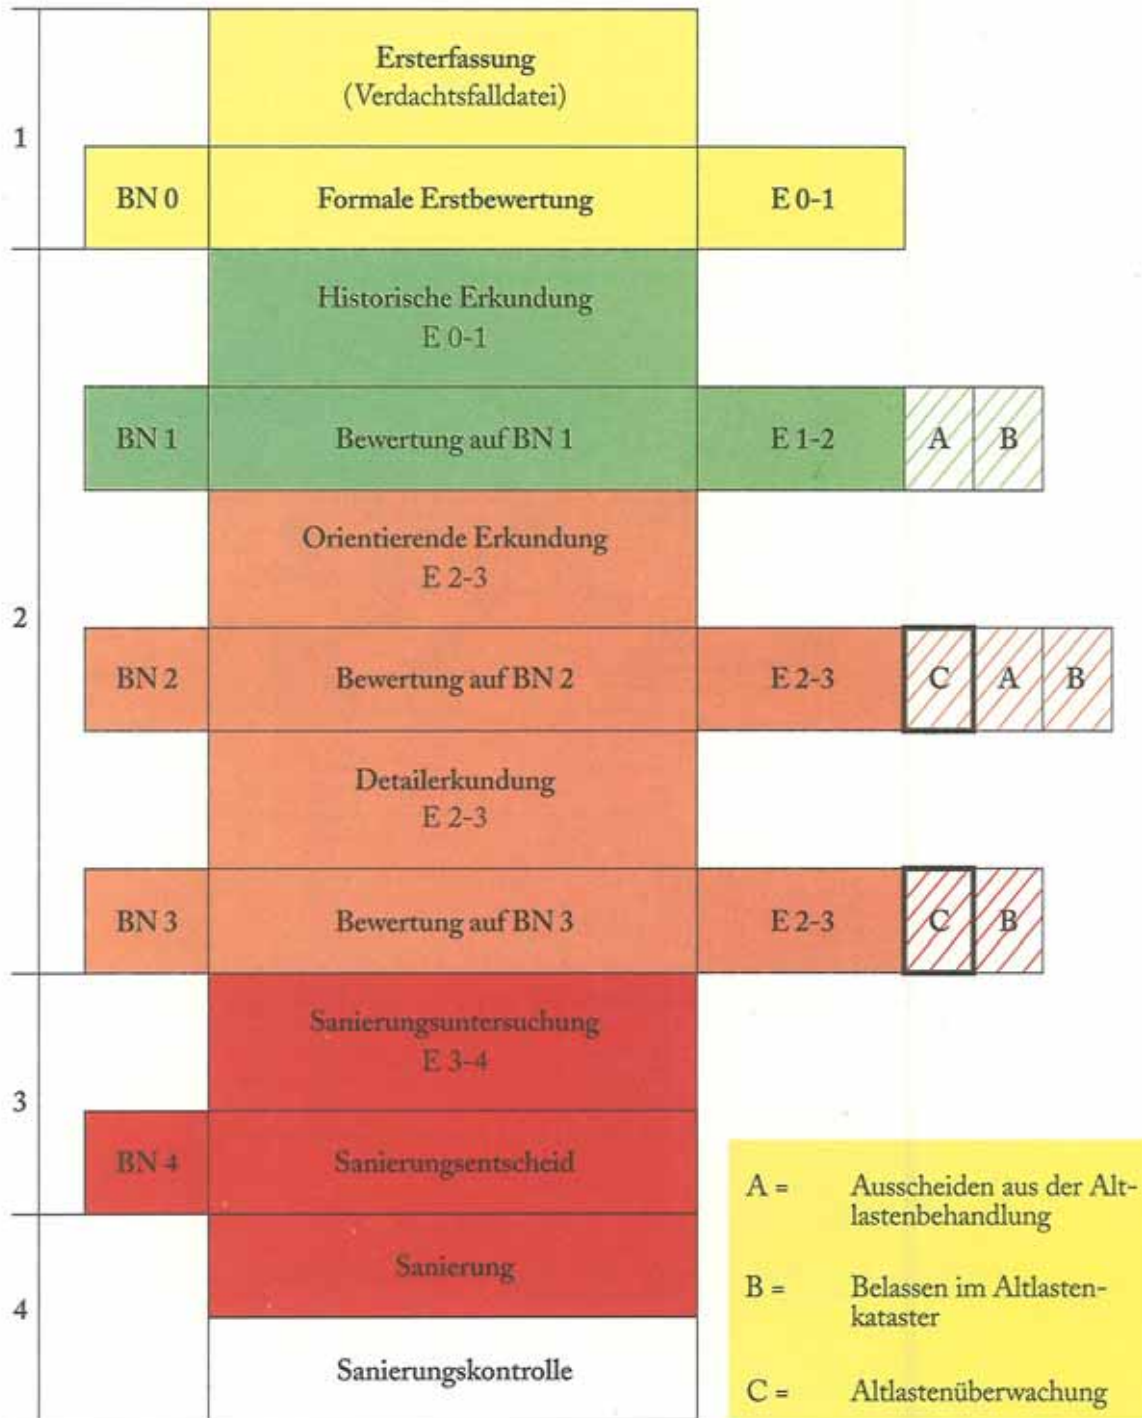 Ersterfassung
(Verdachtsfalldatei)
1
BN 0 Formale Erstbewertung E 0-1
Historische Erkundung
E 0-1
BN 1 Bewertung auf BN 1 E 1-2 A B
Orientierende Erkundung
E 2-3
2
BN 2 Bewertung auf BN 2 E 2-3 C A B
Detailerkundung
E 2-3
BN 3 Bewertung auf BN 3 E 2-3 C B
Sanierungsuntersuchung
E 3-4
3
BN 4 Sanierungsentscheid
Sanierung
4
Sanierungskontrolle
A = Ausscheiden aus der Alt-
lastenbehandlung
B = Belassen im Altlasten-
kataster
C = Altlastenüberwachung